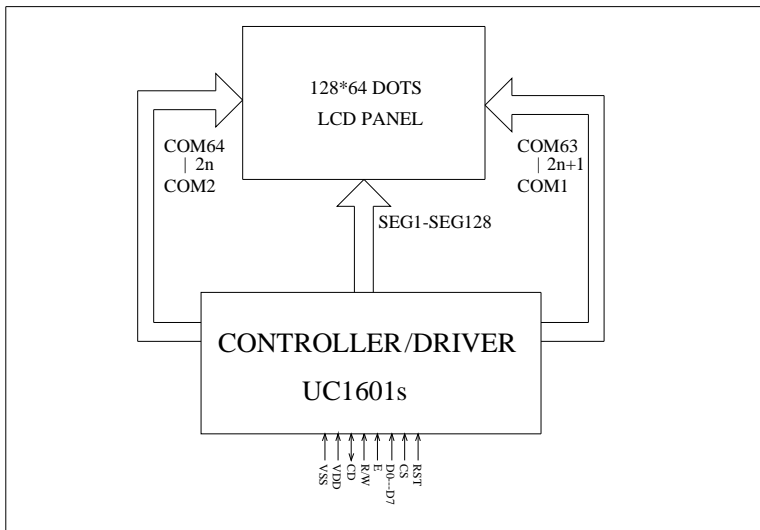 128*64 DOTS
LCD PANEL
COM64
| 2n
COM2
COM63
| 2n+1
COM1
SEG1-SEG128
CONTROLLER/DRIVER
UC1601s
VSS
VDD
CD
R/W
E
D0---D7
CS
RST